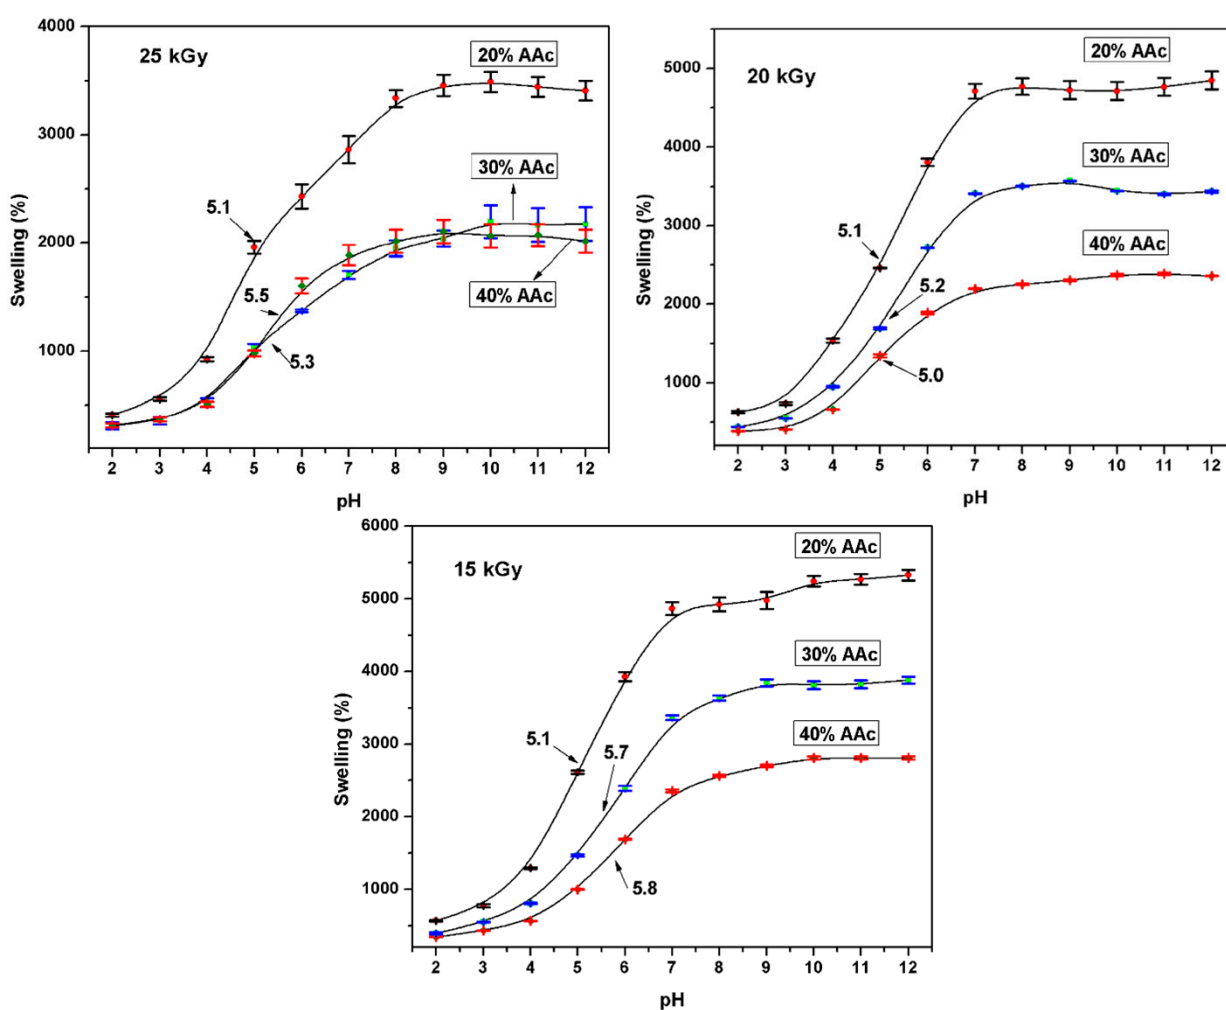 25 kGy
20% AAc
30% AAc
40% AAc
5.1
5.5
5.3
4000
3000
2000
1000
Swelling (%)
2 3 4 5 6 7 8 9 10 11 12
pH
20 kGy
20% AAc
30% AAc
40% AAc
5.1
5.2
5.0
5000
4000
3000
2000
1000
Swelling (%)
2 3 4 5 6 7 8 9 10 11 12
pH
15 kGy
20% AAc
30% AAc
40% AAc
5.1
5.7
5.8
6000
5000
4000
3000
2000
1000
Swelling (%)
2 3 4 5 6 7 8 9 10 11 12
pH